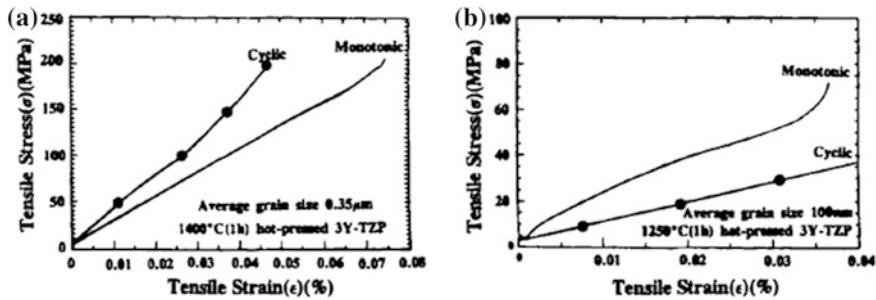 (a)
250
200
150
100
50
0
Tensile Stress(σ)(MPa)
Cyclic
Monotonic
Average grain size 0.35μm
1400°C(1h) hot-pressed 3Y-TZP
0 0.01 0.02 0.03 0.04 0.05 0.06 0.07 0.08
Tensile Strain(ε)(%)
(b)
100
80
60
40
20
0
Tensile Stress(σ)(MPa)
Monotonic
Cyclic
Average grain size 100nm
1250°C(1h) hot-pressed 3Y-TZP
0 0.01 0.02 0.03 0.04
Tensile Strain(ε)(%)